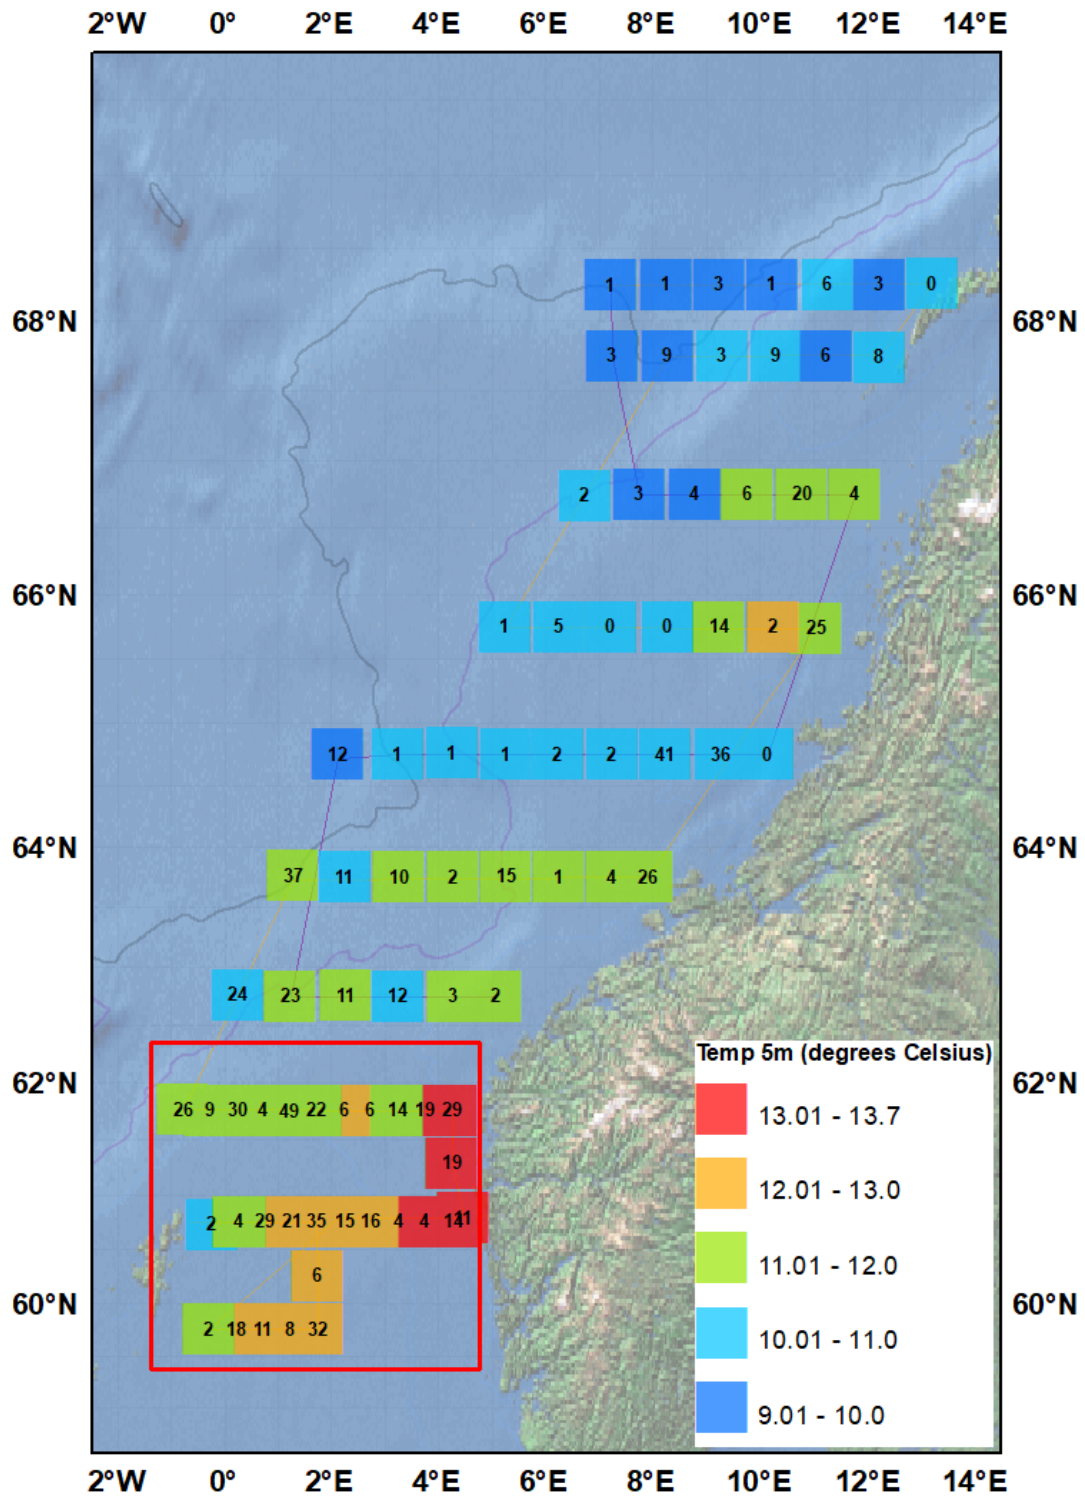 2°W 0° 2°E 4°E 6°E 8°E 10°E 12°E 14°E
1 1 3 1 6 3 0
68°N 68°N
3 9 3 9 6 8
2 3 4 6 20 4
66°N 66°N
1 5 0 0 14 2 25
12 1 1 1 2 2 41 36 0
64°N 64°N
37 11 10 2 15 1 4 26
24 23 11 12 3 2
Temp 5m (degrees Celsius)
62°N 62°N
26 9 30 4 49 22 6 6 14 19 29
13.01 - 13.7
19
12.01 - 13.0
2 4 29 21 35 15 16 4 4 14 11
11.01 - 12.0
6
60°N 60°N
2 18 11 8 32
10.01 - 11.0
9.01 - 10.0
2°W 0° 2°E 4°E 6°E 8°E 10°E 12°E 14°E